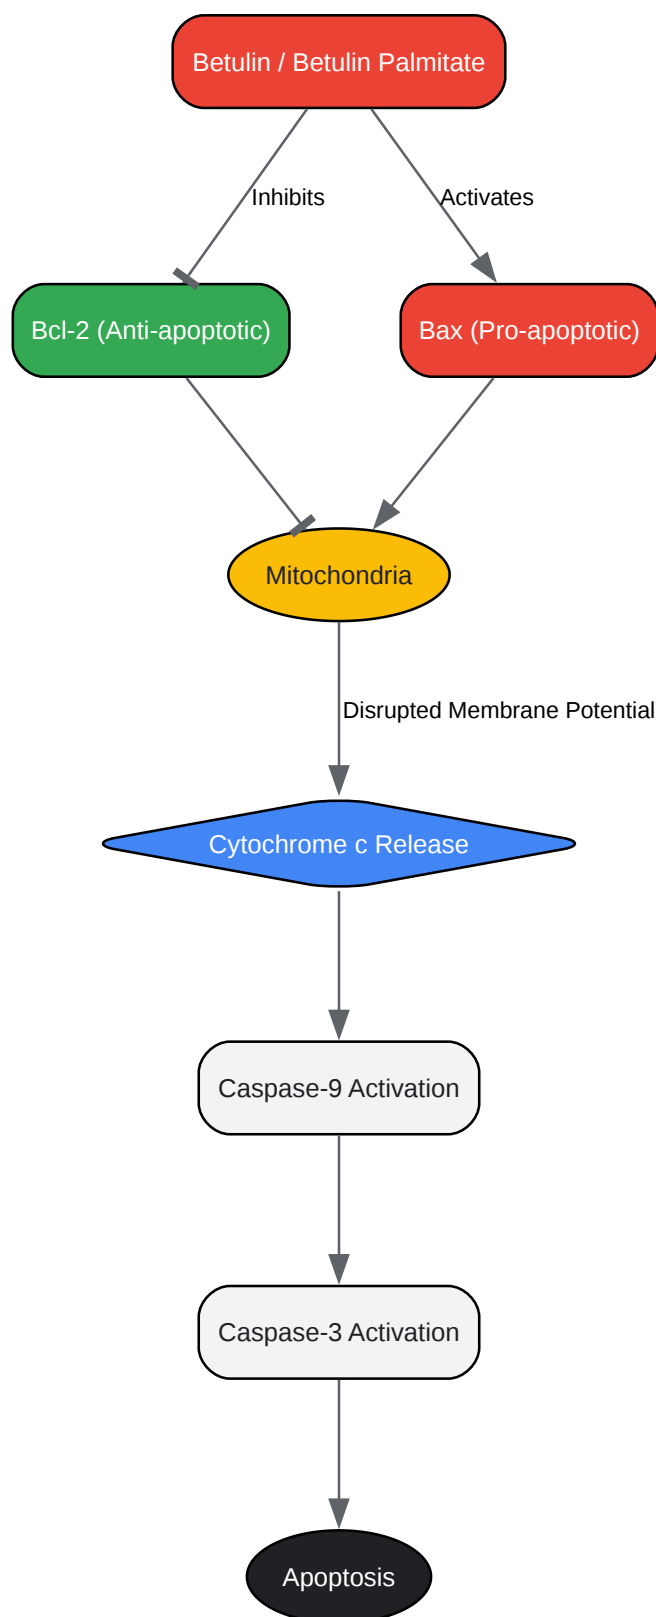 Betulin / Betulin Palmitate
Inhibits
Activates
Bcl-2 (Anti-apoptotic)
Bax (Pro-apoptotic)
Mitochondria
Disrupted Membrane Potential
Cytochrome c Release
Caspase-9 Activation
Caspase-3 Activation
Apoptosis